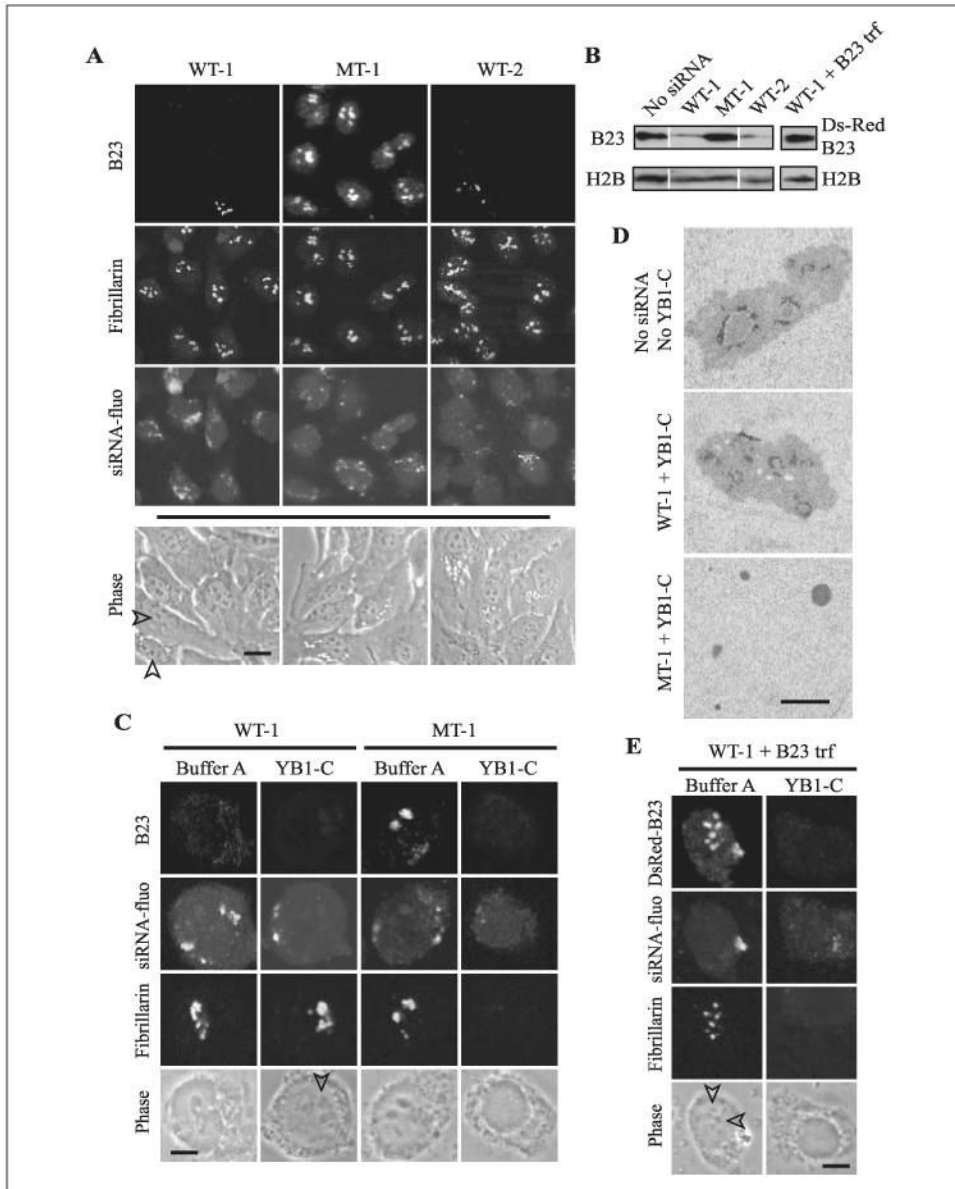 A
WT-1 MT-1 WT-2
B23
Fibrillarin
siRNA-fluo
Phase
B
No siRNA WT-1 MT-1 WT-2 WT-1 + B23 trf
B23 Ds-Red
B23
H2B H2B
D
No siRNA
No YB1-C
WT-1 + YB1-C
MT-1 + YB1-C
C
WT-1 MT-1
Buffer A YB1-C Buffer A YB1-C
B23
siRNA-fluo
Fibrillarin
Phase
E
WT-1 + B23 trf
Buffer A YB1-C
DsRed-B23
siRNA-fluo
Fibrillarin
Phase